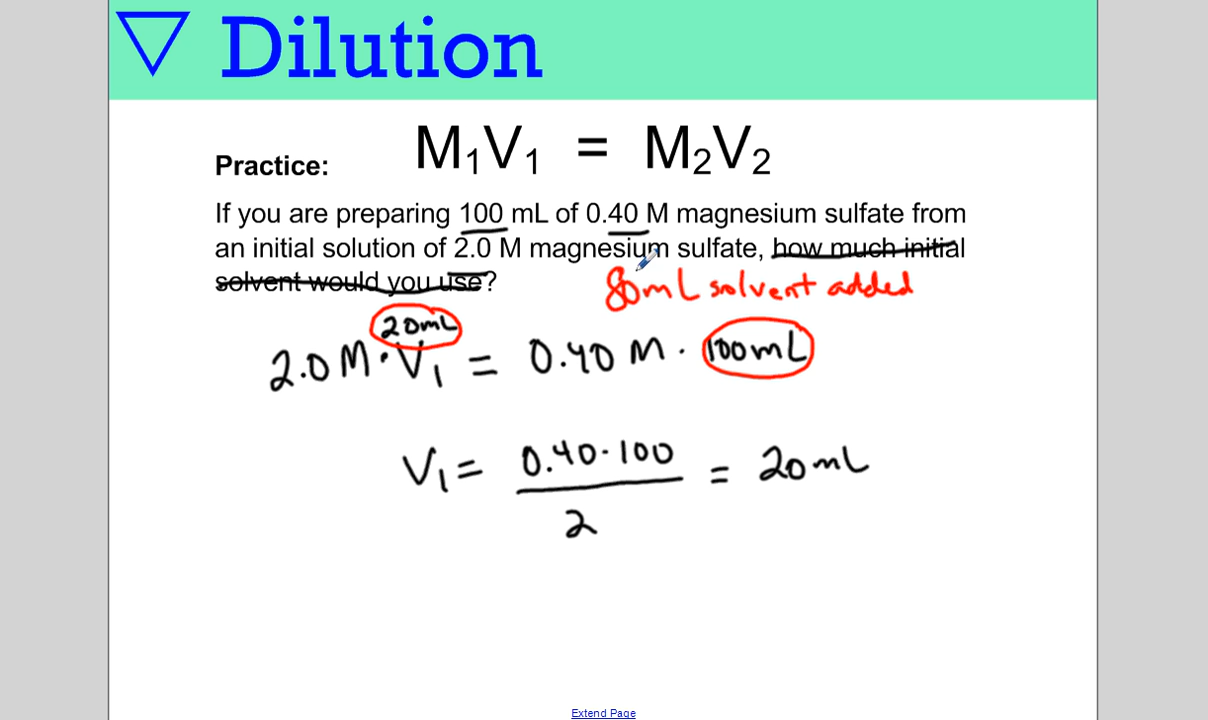 Dilution
M₁V₁ = M₂V₂
Practice:
If you are preparing 100 mL of 0.40 M magnesium sulfate from
an initial solution of 2.0 M magnesium sulfate, how much initial
solvent would you use?
80mL solvent added
20mL
2.0 M · V₁ = 0.40 M · 100mL
V₁ = 0.40 · 100 = 20 mL
2
Extend Page